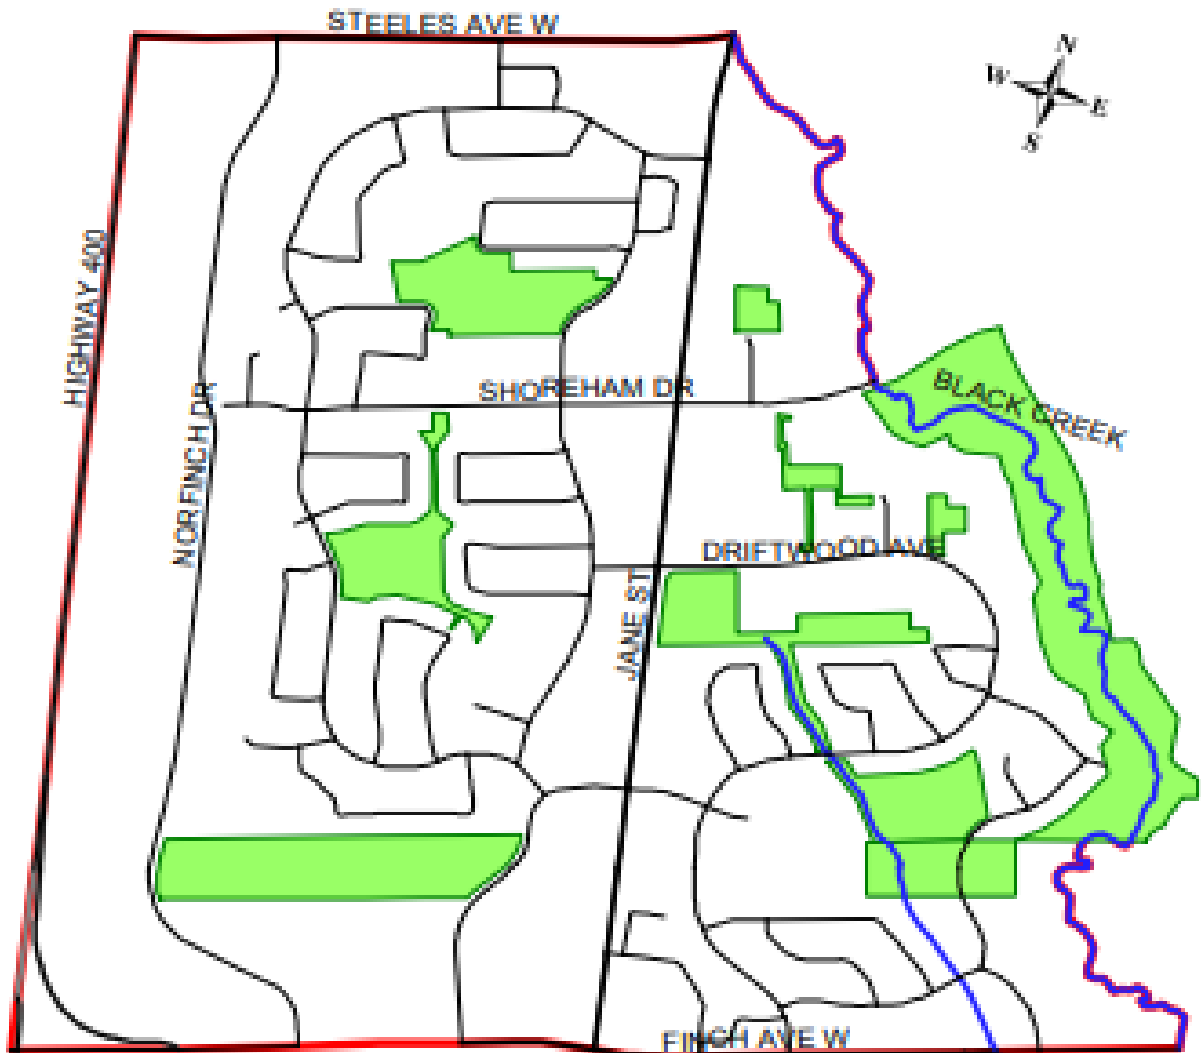 STEELES AVE W
N
W
E
S
HIGHWAY 400
SHOREHAM DR
BLACK CREEK
NORFINCH DR
DRIFTWOOD AVE
JANE ST
FINCH AVE W